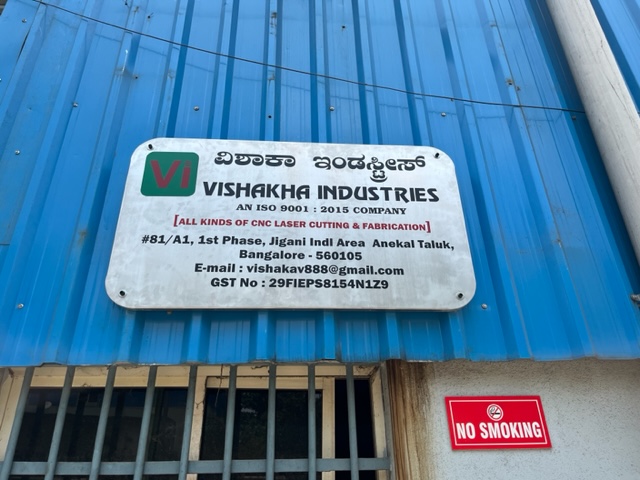 Vi
ವಿಶಾಕಾ ಇಂಡಸ್ಟ್ರೀಸ್
VISHAKHA INDUSTRIES
AN ISO 9001 : 2015 COMPANY
[ALL KINDS OF CNC LASER CUTTING & FABRICATION]
#81/A1, 1st Phase, Jigani Indl Area Anekal Taluk,
Bangalore - 560105
E-mail : vishakav888@gmail.com
GST No : 29FIEPS8154N1Z9
NO SMOKING